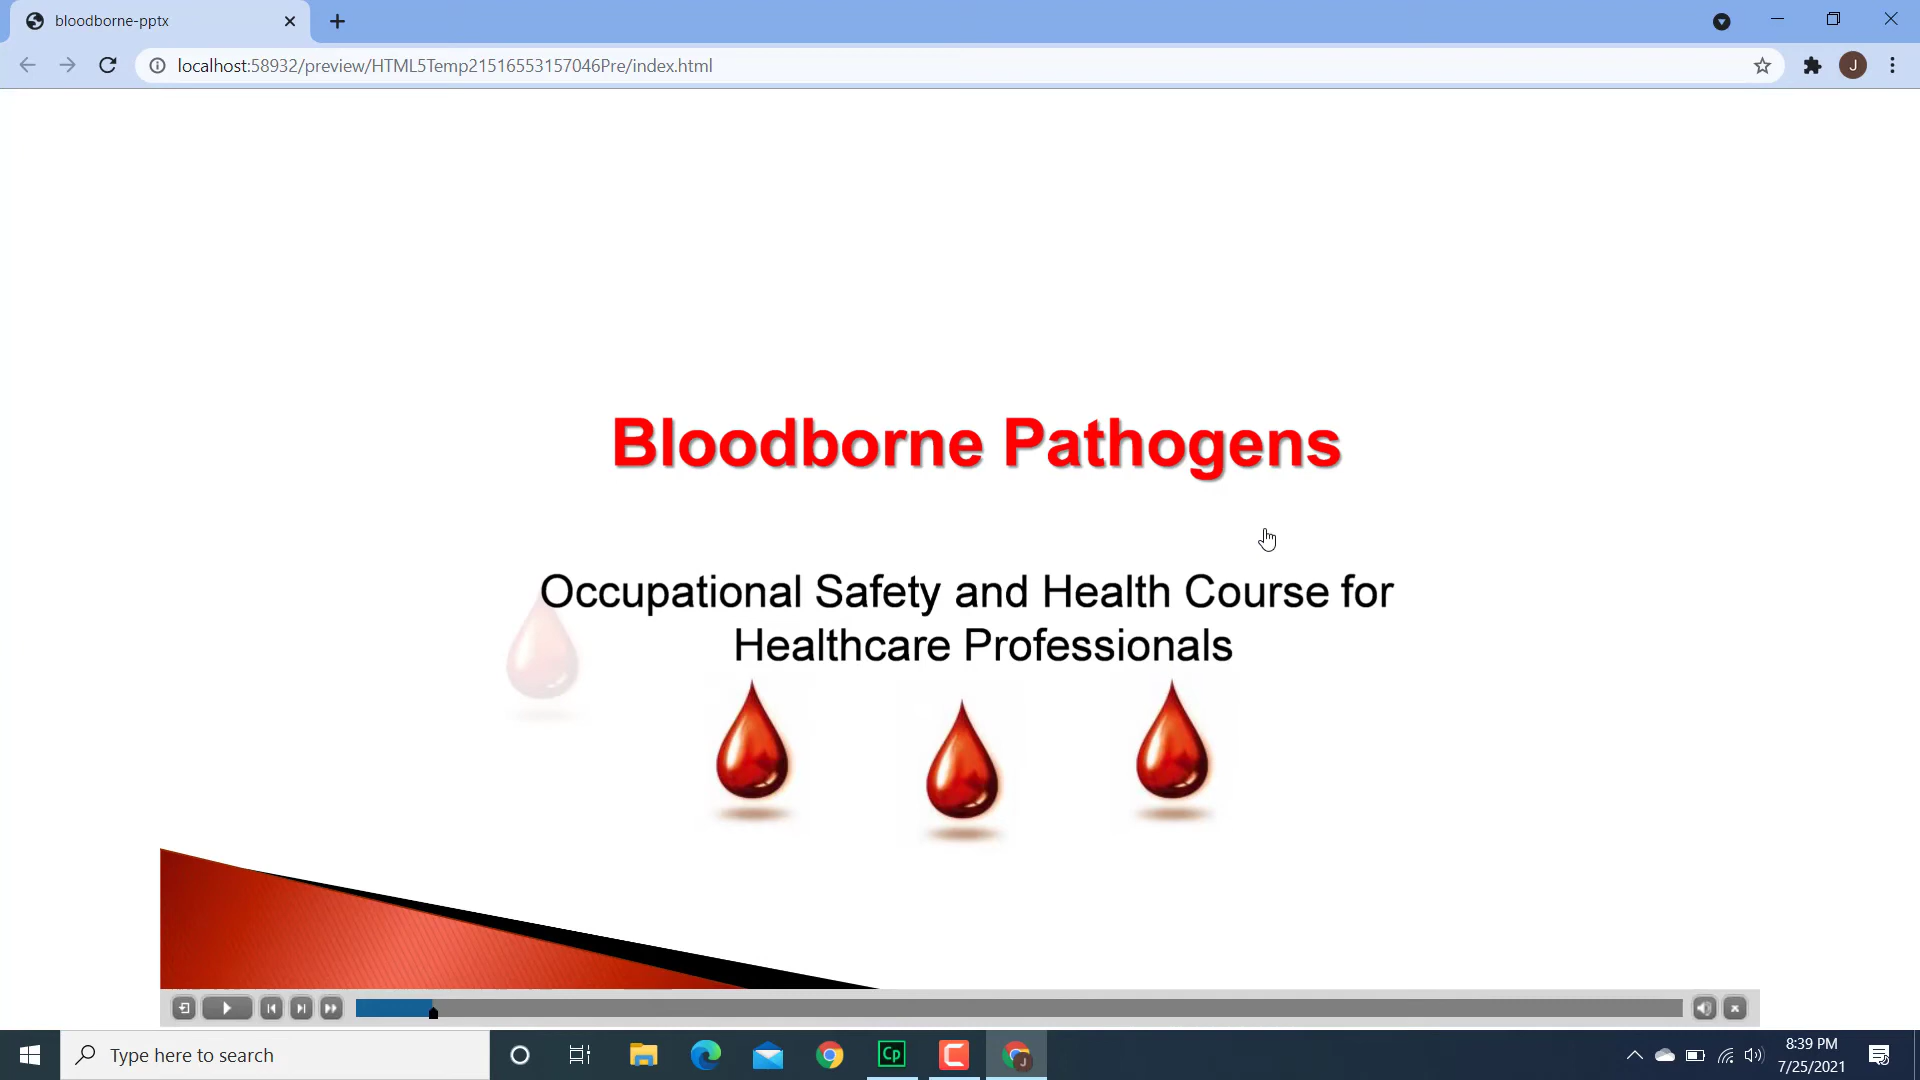 bloodborne-pptx
localhost:58932/preview/HTML5Temp21516553157046Pre/index.html
J
Bloodborne Pathogens
Occupational Safety and Health Course for
Healthcare Professionals
Type here to search
Cp
J
8:39 PM
7/25/2021